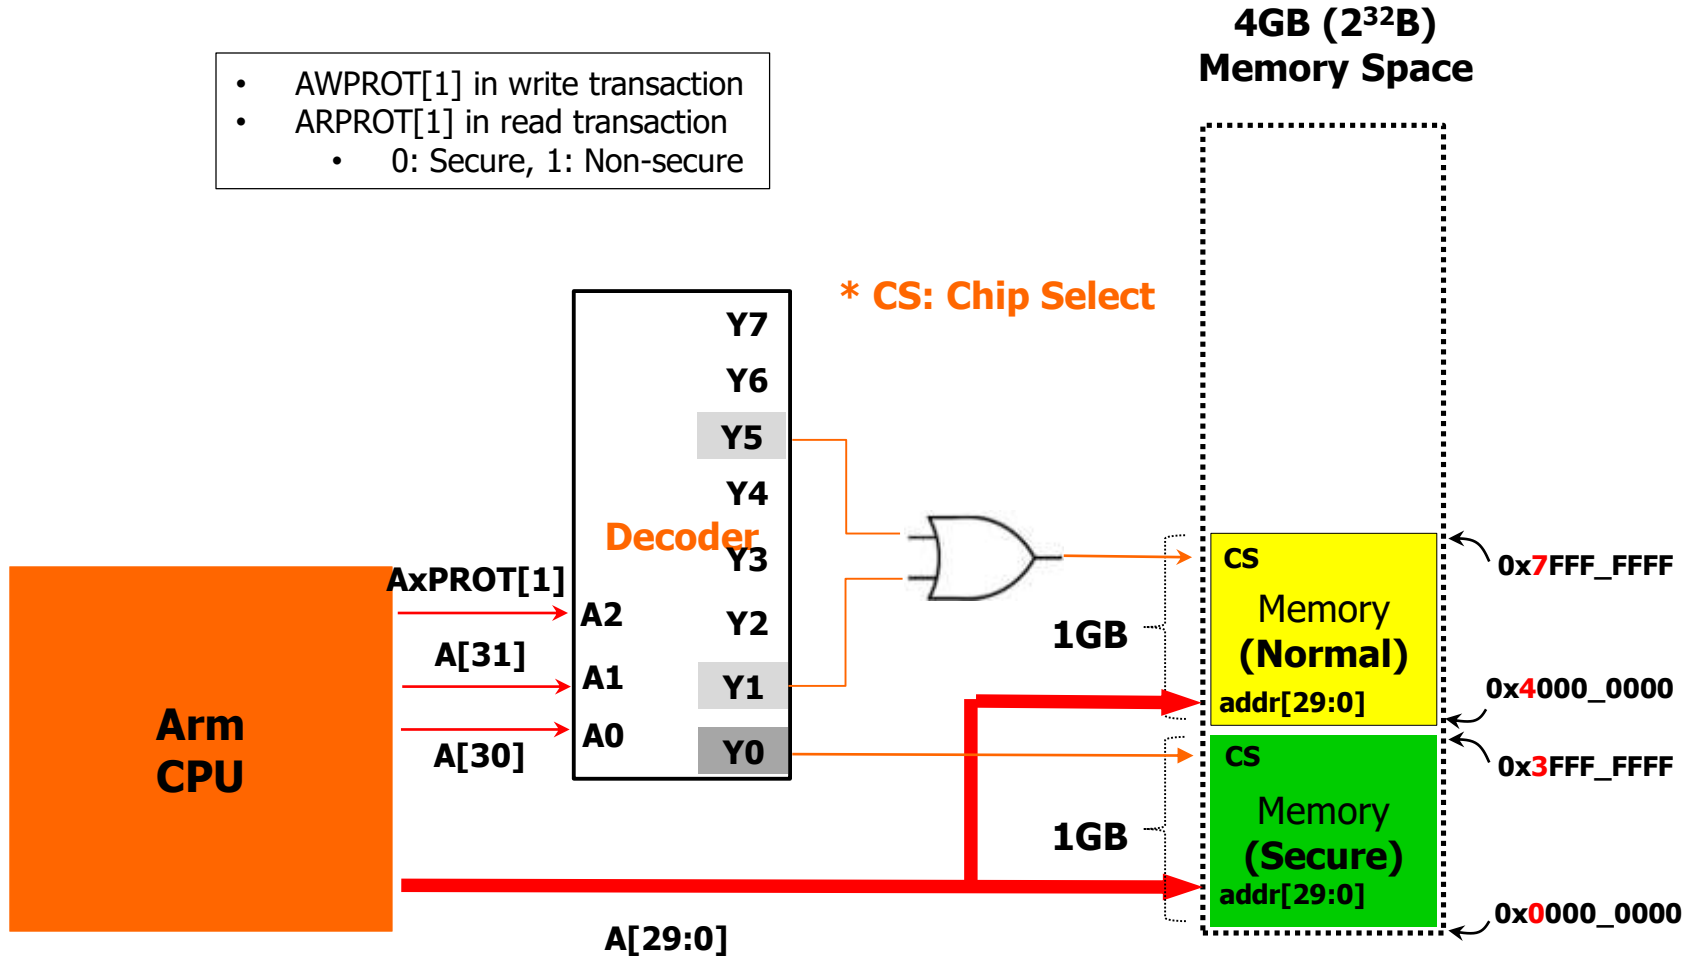 4GB (2³²B)
Memory Space
• AWPROT[1] in write transaction
• ARPROT[1] in read transaction
• 0: Secure, 1: Non-secure
* CS: Chip Select
Y7
Y6
Y5
Y4
Decoder
Y3
Y2
Y1
Y0
AxPROT[1]
A2
A[31]
A1
A0
A[30]
Arm
CPU
A[29:0]
1GB
CS
Memory
(Normal)
addr[29:0]
0x7FFF_FFFF
0x4000_0000
1GB
CS
Memory
(Secure)
addr[29:0]
0x3FFF_FFFF
0x0000_0000